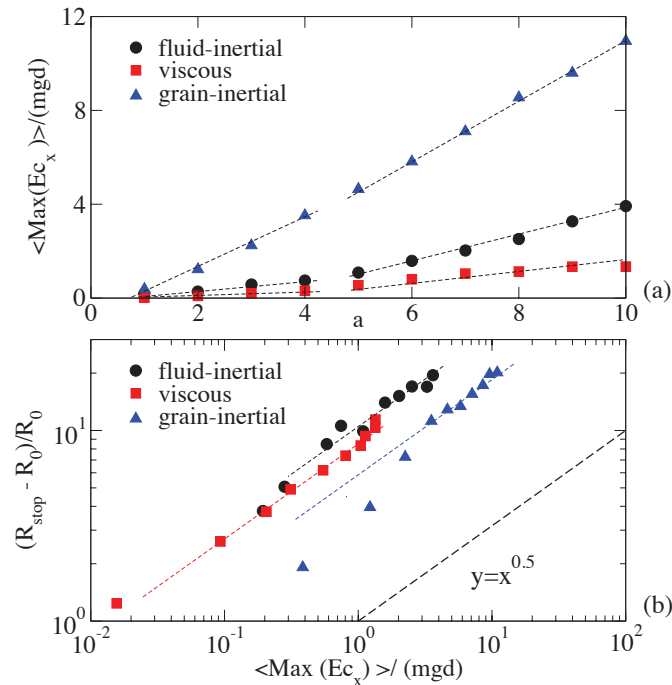 12
8
4
0
<Max(Ec_x)>/(mgd)
fluid-inertial
viscous
grain-inertial
0 2 4 6 8 10
a
(a)
10^1
10^0
(R_stop - R_0)/R_0
fluid-inertial
viscous
grain-inertial
y=x^0.5
(b)
10^-2 10^-1 10^0 10^1 10^2
<Max (Ec_x) >/ (mgd)